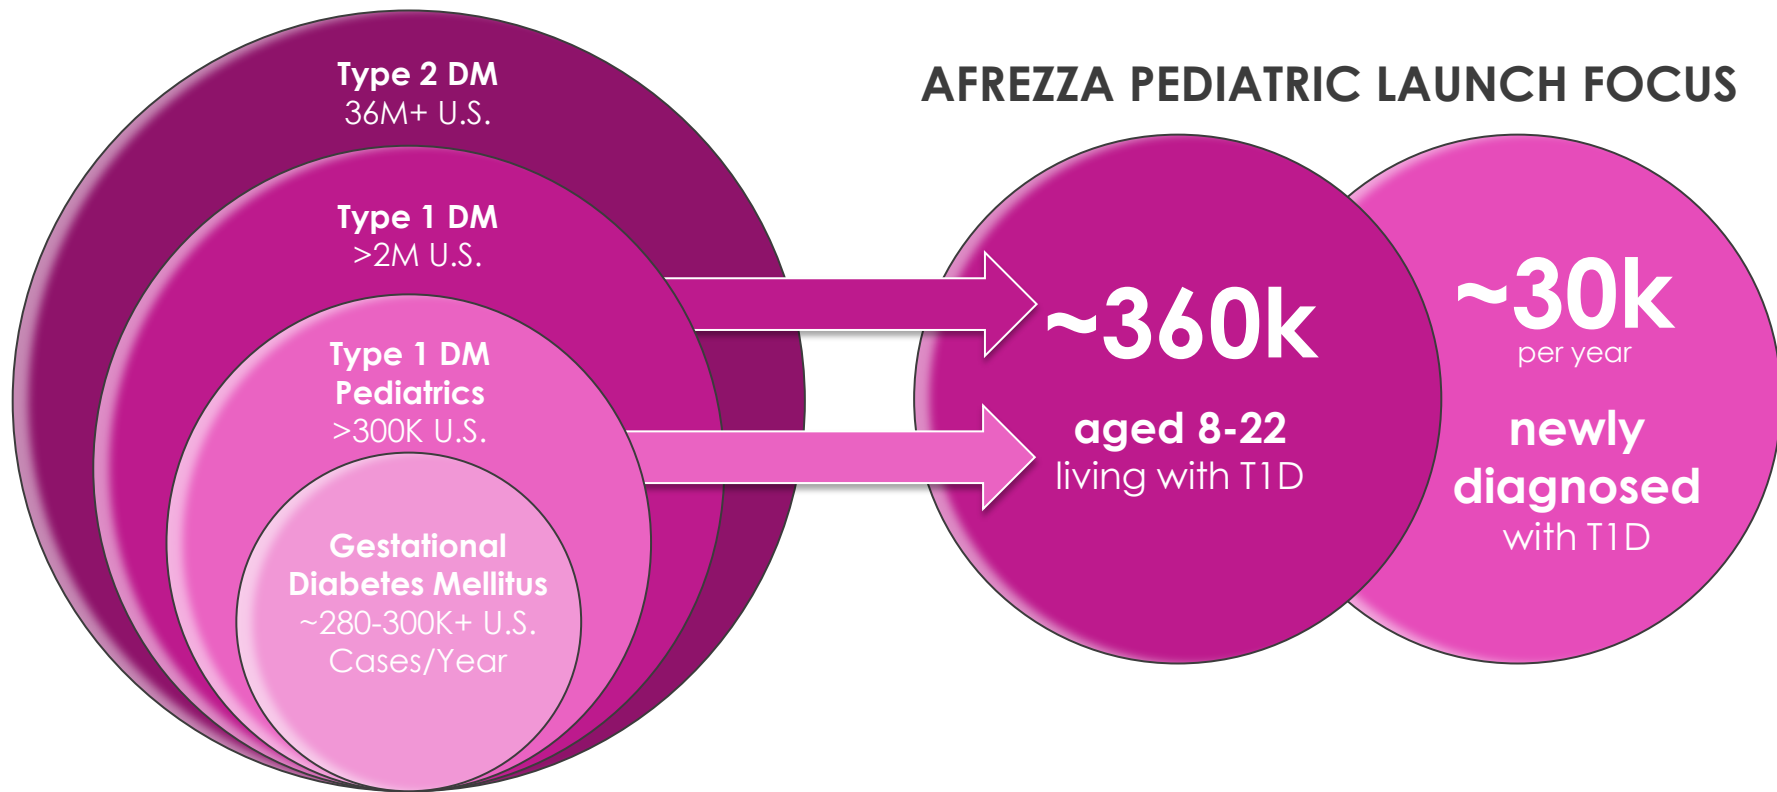 Type 2 DM
36M+ U.S.
Type 1 DM
>2M U.S.
Type 1 DM
Pediatrics
>300K U.S.
Gestational
Diabetes Mellitus
~280-300K+ U.S.
Cases/Year
AFREZZA PEDIATRIC LAUNCH FOCUS
~360k
aged 8-22
living with T1D
~30k
per year
newly
diagnosed
with T1D